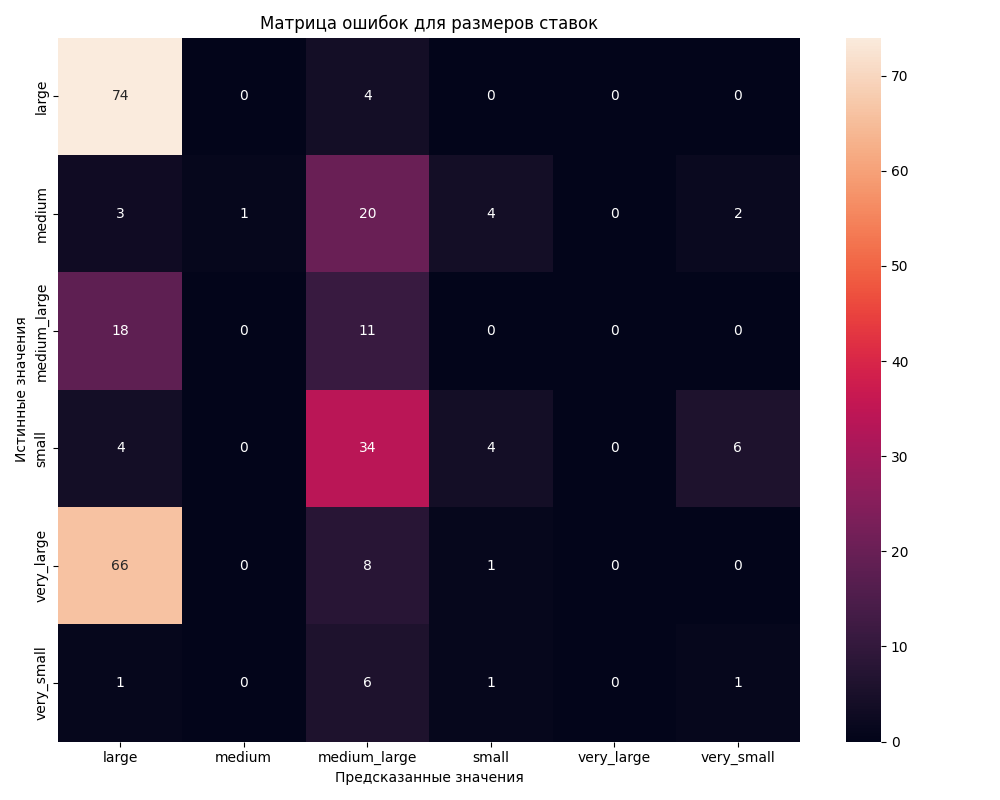 Матрица ошибок для размеров ставок
large 74 0 4 0 0 0
medium 3 1 20 4 0 2
medium_large 18 0 11 0 0 0
small 4 0 34 4 0 6
very_large 66 0 8 1 0 0
very_small 1 0 6 1 0 1
large medium medium_large small very_large very_small
Предсказанные значения
Истинные значения
70
60
50
40
30
20
10
0